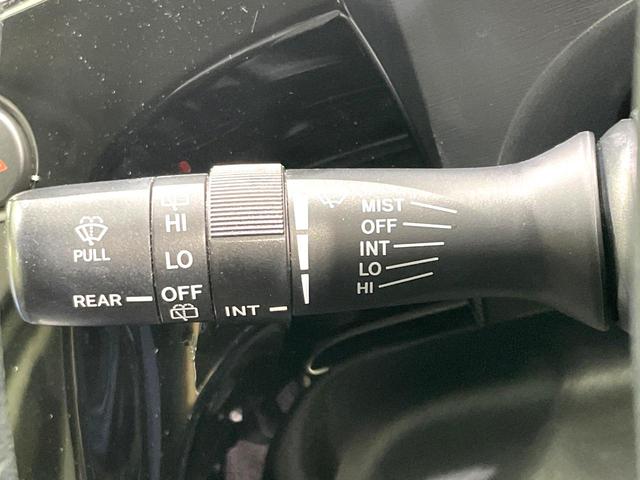 PULL
REAR
HI
LO
OFF
INT
MIST
OFF
INT
LO
HI